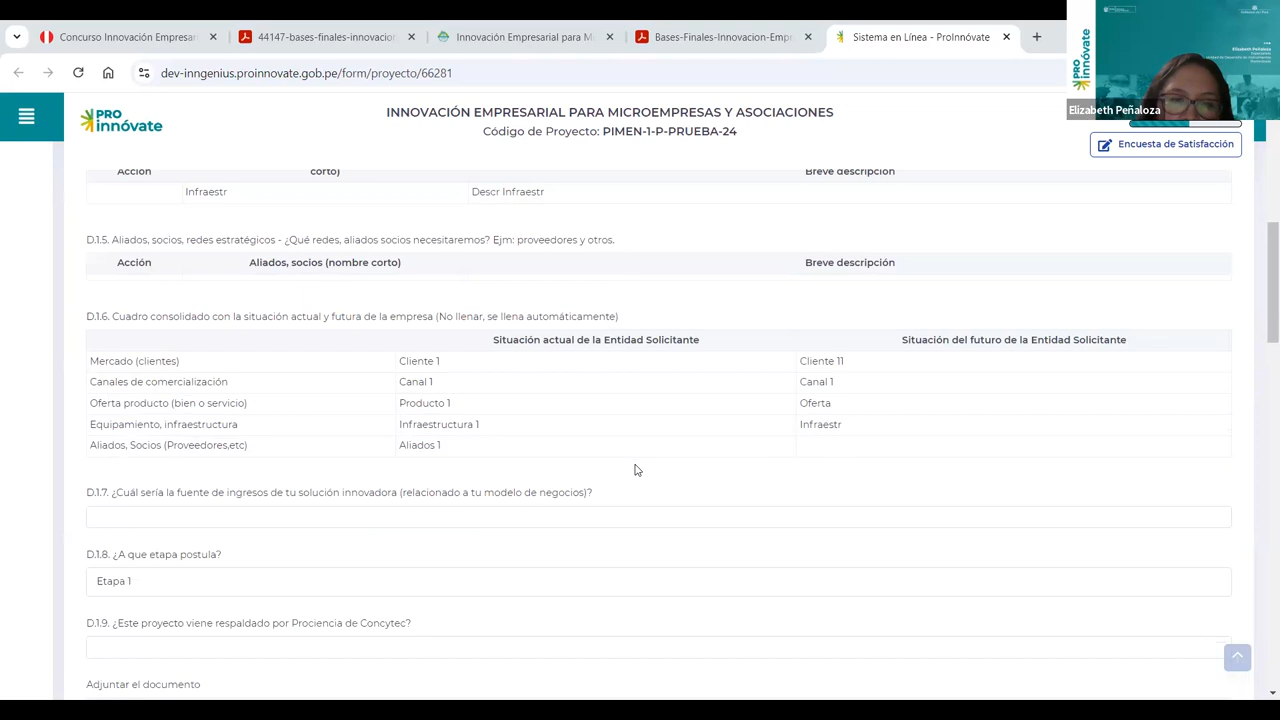 Concurso Innovación Empresari
44147-bases-finales-innovacion
Innovación Empresarial para Mi
Bases-Finales-Innovacion-Empr
Sistema en Línea - ProInnóvate
dev-inngenius.proinnovate.gob.pe/form/proyecto/66281
PRO innóvate
INNOVACIÓN EMPRESARIAL PARA MICROEMPRESAS Y ASOCIACIONES
Código de Proyecto: PIMEN-1-P-PRUEBA-24
PRO innóvate
Elizabeth Peñaloza
Elizabeth Peñaloza
Encuesta de Satisfacción
Acción corto) Breve descripción
Infraestr Descr Infraestr
D.1.5. Aliados, socios, redes estratégicos - ¿Qué redes, aliados socios necesitaremos? Ejm: proveedores y otros.
Acción Aliados, socios (nombre corto) Breve descripción
D.1.6. Cuadro consolidado con la situación actual y futura de la empresa (No llenar, se llena automáticamente)
Situación actual de la Entidad Solicitante Situación del futuro de la Entidad Solicitante
Mercado (clientes) Cliente 1 Cliente 11
Canales de comercialización Canal 1 Canal 1
Oferta producto (bien o servicio) Producto 1 Oferta
Equipamiento, infraestructura Infraestructura 1 Infraestr
Aliados, Socios (Proveedores,etc) Aliados 1
D.1.7. ¿Cuál sería la fuente de ingresos de tu solución innovadora (relacionado a tu modelo de negocios)?
D.1.8. ¿A que etapa postula?
Etapa 1
D.1.9. ¿Este proyecto viene respaldado por Prociencia de Concytec?
Adjuntar el documento